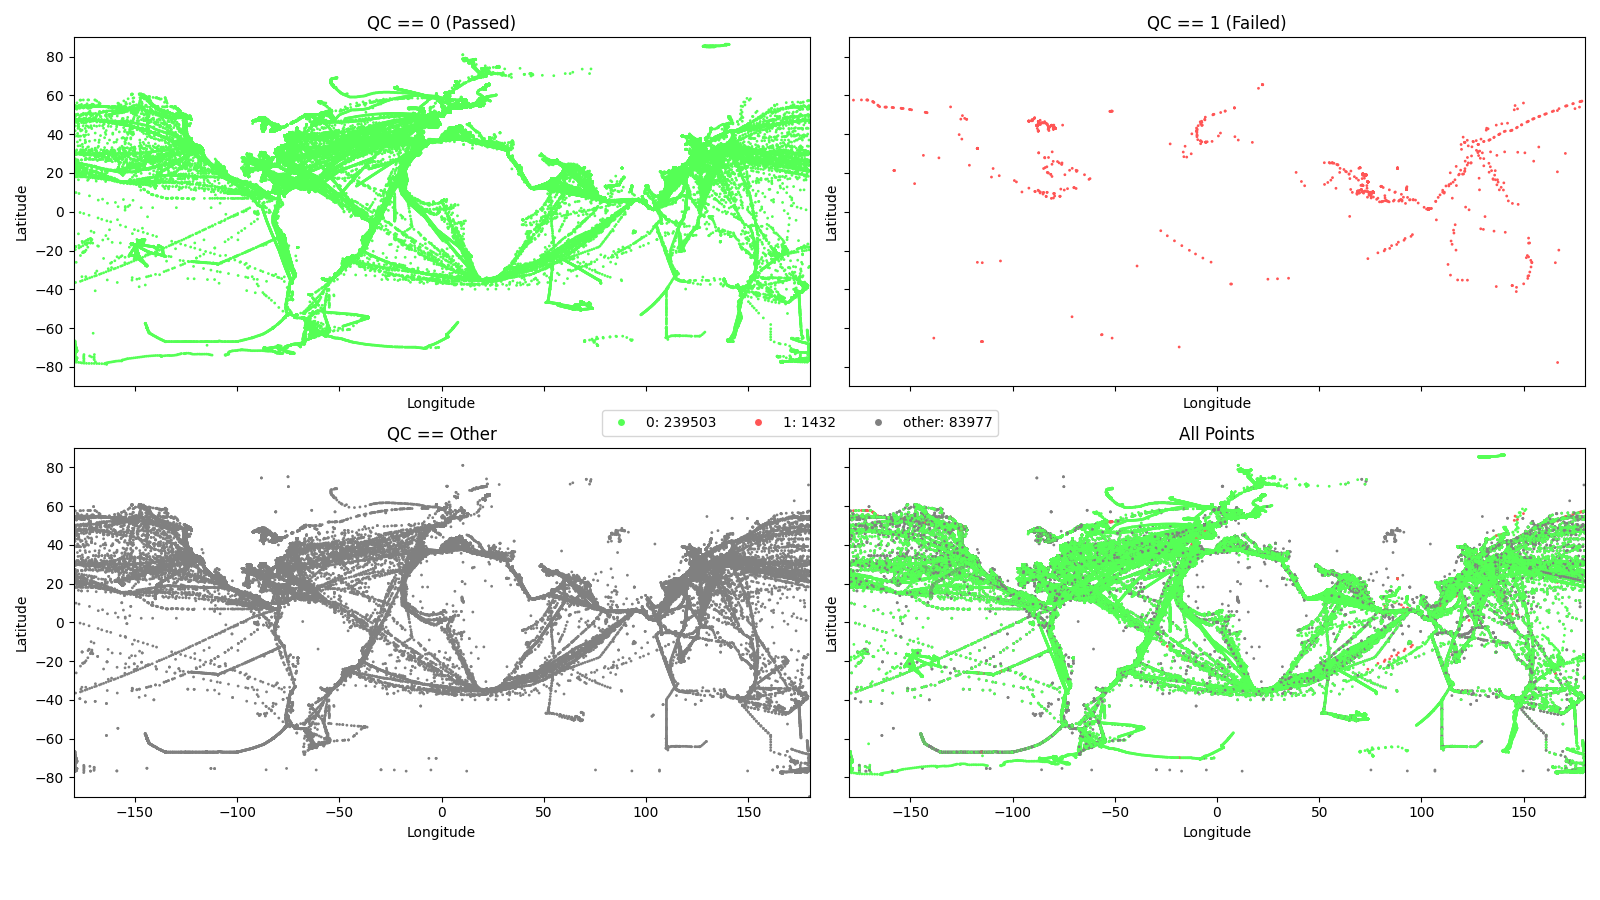 QC == 0 (Passed)
QC == 1 (Failed)
80
60
40
20
0
−20
−40
−60
−80
Latitude
Latitude
Longitude
Longitude
0: 239503
1: 1432
other: 83977
QC == Other
All Points
80
60
40
20
0
−20
−40
−60
−80
Latitude
Latitude
−150 −100 −50 0 50 100 150
−150 −100 −50 0 50 100 150
Longitude
Longitude